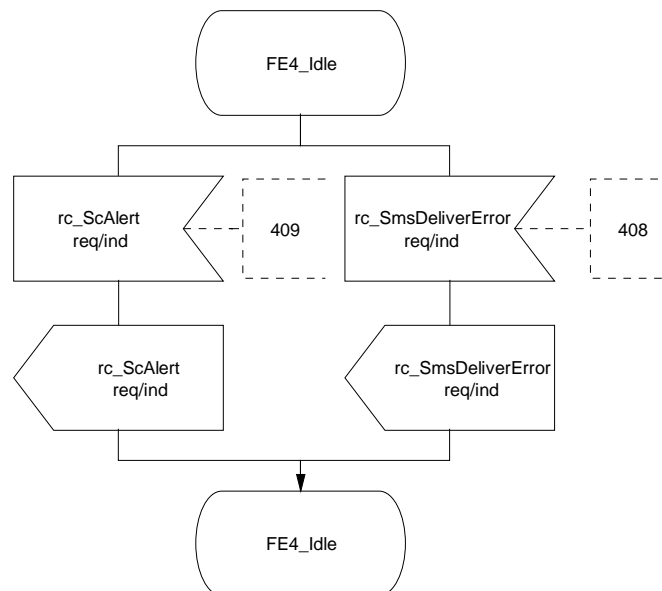 FE4_Idle
rc_ScAlert
req/ind
409
rc_SmsDeliverError
req/ind
408
rc_ScAlert
req/ind
rc_SmsDeliverError
req/ind
FE4_Idle